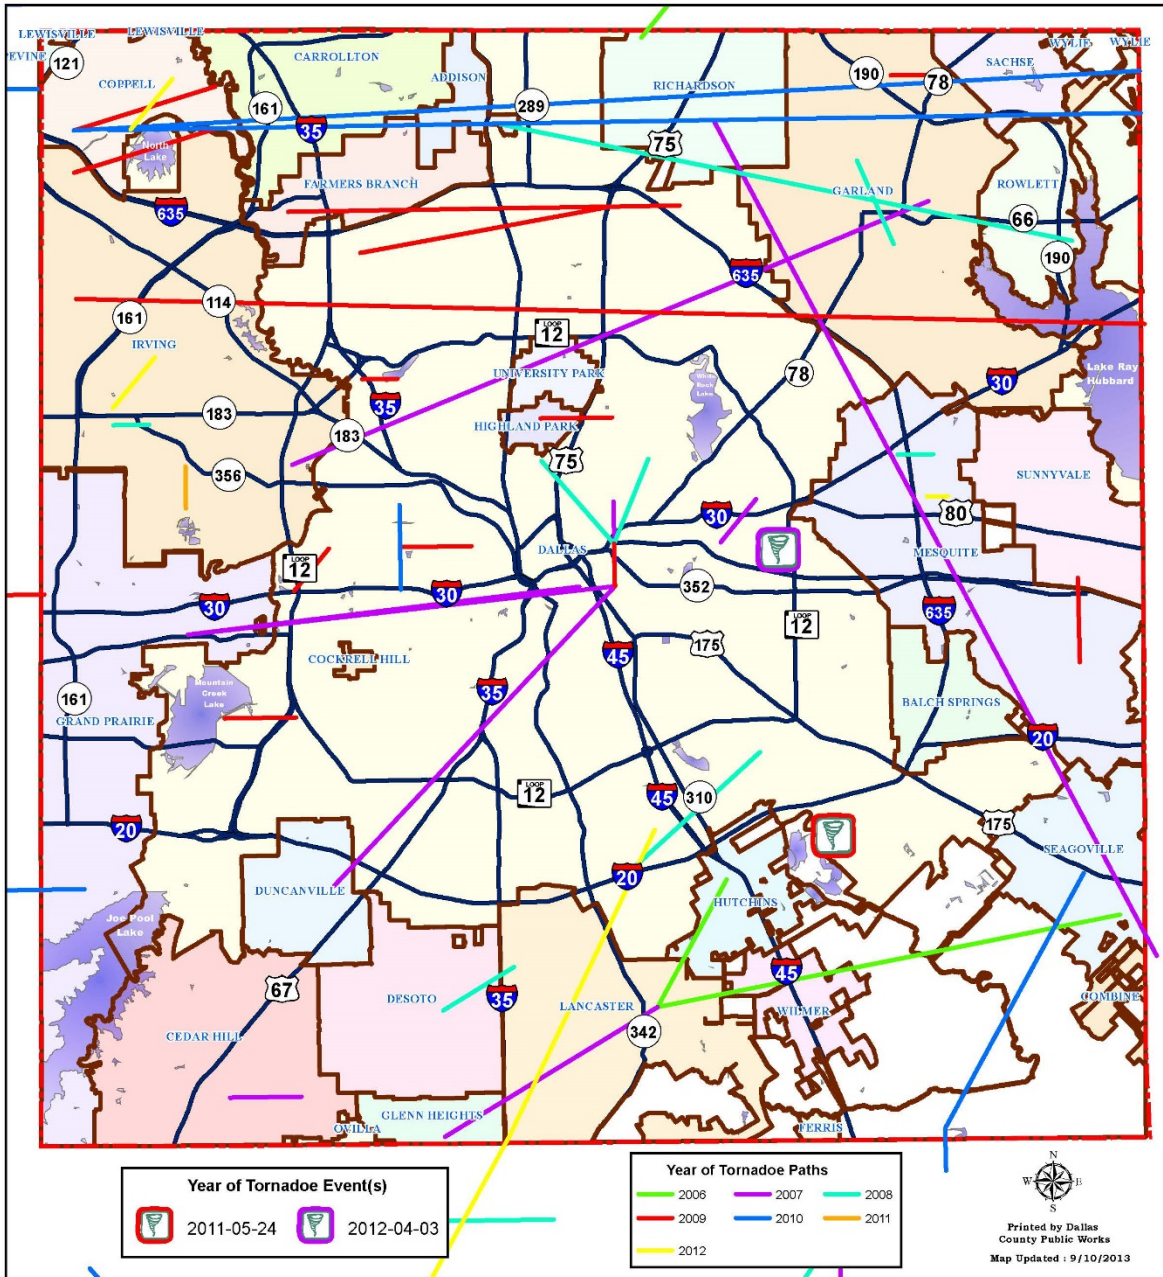 LEWISVILLE
LEWISVILLE
WYLIE
WYLIE
EVINE
121
CARROLLTON
ADDISON
190
78
SACHSE
COPPELL
RICHARDSON
161
289
35
75
North
Lake
FARMERS BRANCH
GARLAND
ROWLETT
635
66
190
635
114
161
LOOP
12
IRVING
UNIVERSITY PARK
78
White
Rock
Lake
30
Lake Ray
Hubbard
183
35
HIGHLAND PARK
183
75
356
SUNNYVALE
30
80
DALLAS
MESQUITE
LOOP
12
30
30
352
635
LOOP
12
45
175
COCKRELL HILL
Mountain
Creek
Lake
35
161
BALCH SPRINGS
GRAND PRAIRIE
20
LOOP
12
45
310
20
175
SEAGOVILLE
20
DUNCANVILLE
HUTCHINS
Joe Pool
Lake
45
67
DESOTO
35
LANCASTER
COMBINE
WILMER
CEDAR HILL
342
GLENN HEIGHTS
OVILLA
FERRIS
Year of Tornadoe Event(s)
2011-05-24
2012-04-03
Year of Tornadoe Paths
2006
2007
2008
2009
2010
2011
2012
N
W
E
S
Printed by Dallas
County Public Works
Map Updated : 9/10/2013